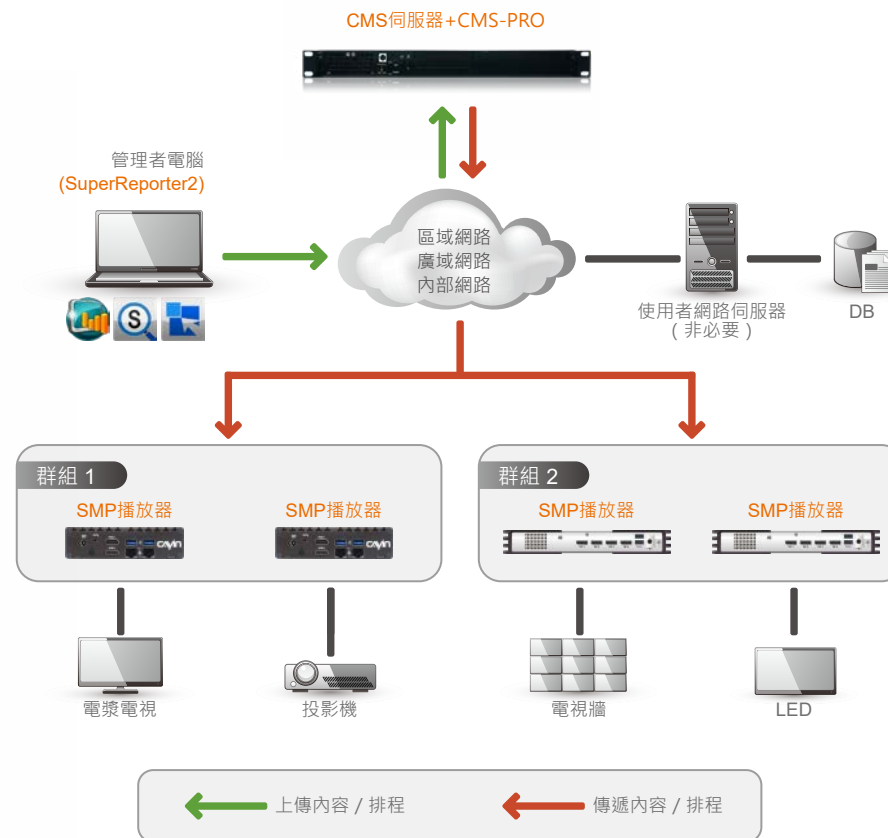 CMS伺服器+CMS-PRO
管理者電腦
(SuperReporter2)
區域網路
廣域網路
內部網路
S
使用者網路伺服器
( 非必要 )
DB
群組 1
SMP播放器
SMP播放器
CAYIN
CAYIN
群組 2
SMP播放器
SMP播放器
電漿電視
投影機
電視牆
LED
上傳內容 / 排程
傳遞內容 / 排程